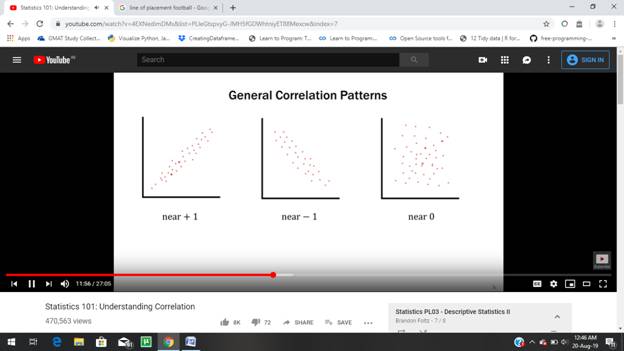 Statistics 101: Understanding
line of placement football - Goo
youtube.com/watch?v=4EXNedimDMs&list=PLIeGtxpvyG-JMH5fGDWhtniyET88Mexcw&index=7
Apps
GMAT Study Collect...
Visualize Python, Ja...
CreatingDataframe...
Learn to Program: T...
Learn to Program:...
Open Source tools f...
12 Tidy data | R for...
free-programming-...
YouTube
Search
SIGN IN
General Correlation Patterns
near + 1
near − 1
near 0
11:56 / 27:05
Statistics 101: Understanding Correlation
470,563 views
8K
72
SHARE
SAVE
Statistics PL03 - Descriptive Statistics II
Brandon Foltz - 7 / 8
12:46 AM
20-Aug-19